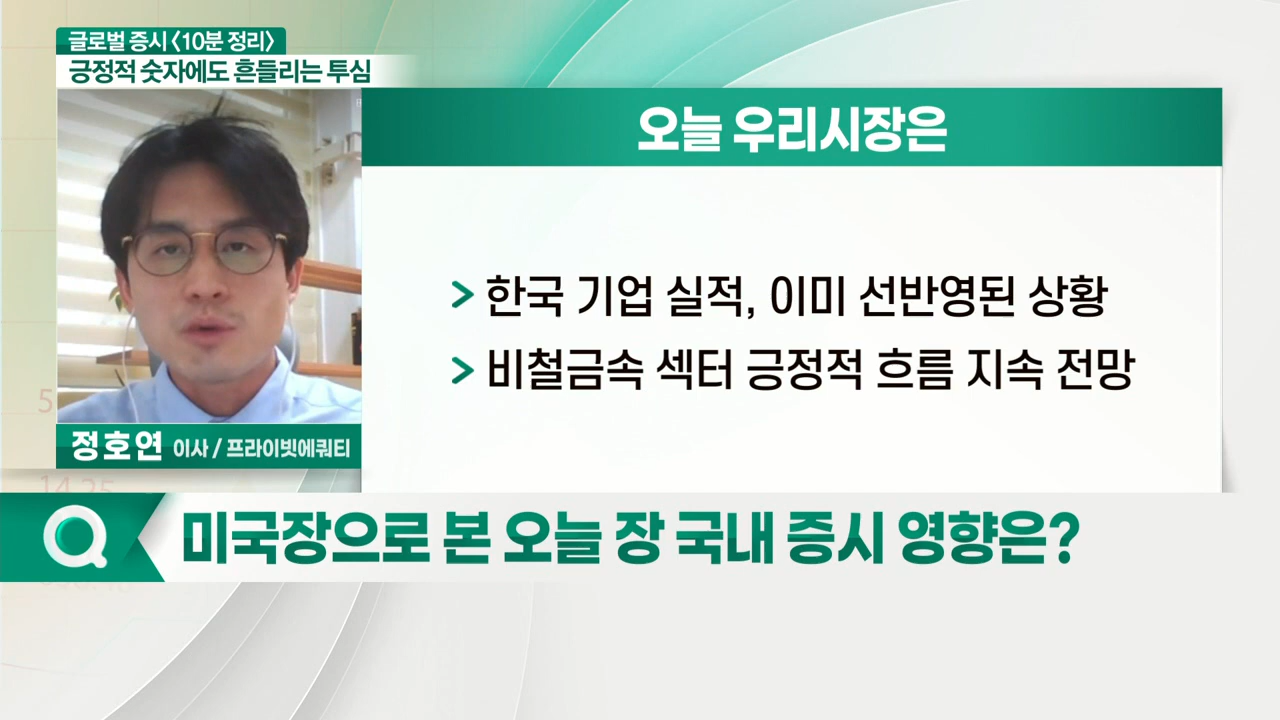 글로벌 증시 <10분 정리>
긍정적 숫자에도 흔들리는 투심
오늘 우리시장은
> 한국 기업 실적, 이미 선반영된 상황
> 비철금속 섹터 긍정적 흐름 지속 전망
정호연 이사 / 프라이빗에쿼티
Q 미국장으로 본 오늘 장 국내 증시 영향은?